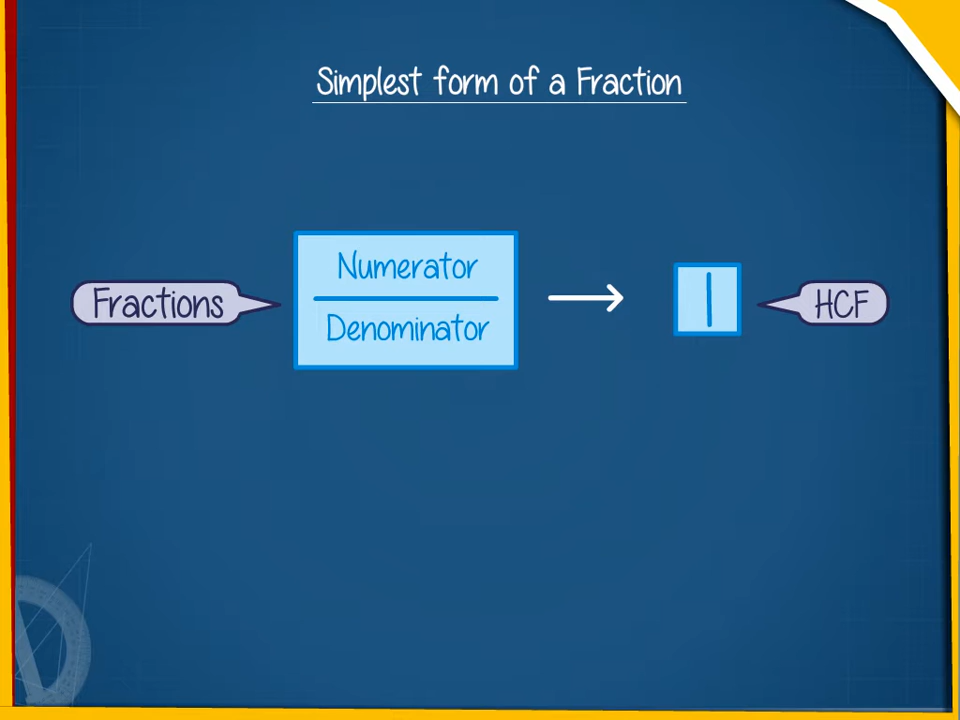 Simplest form of a Fraction
Fractions
Numerator
Denominator
1
HCF